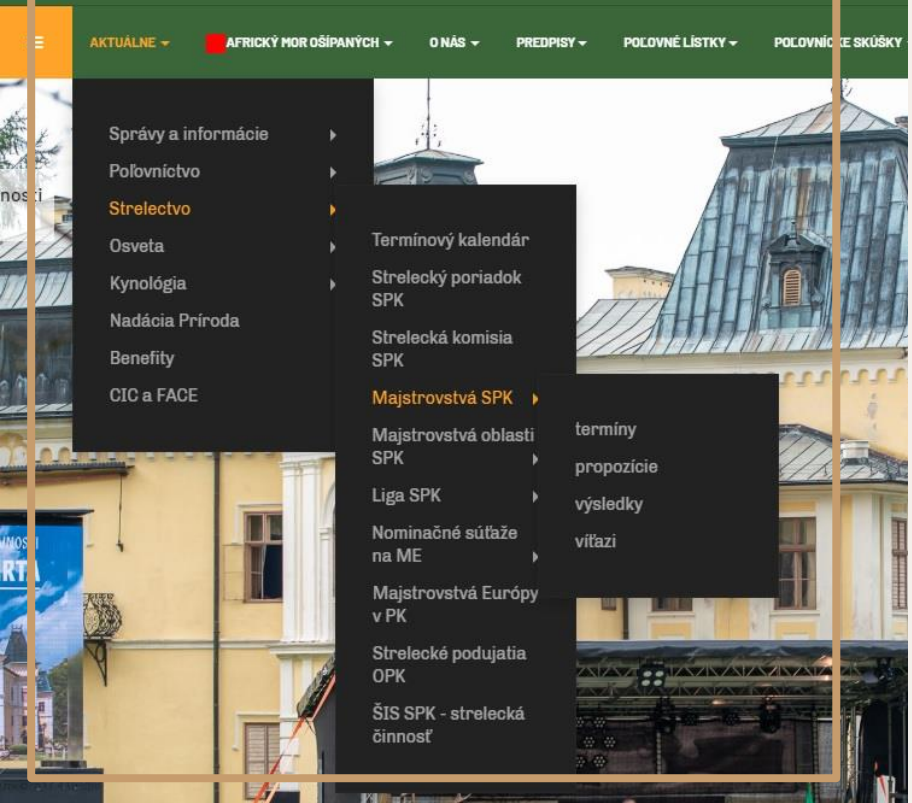 AKTUÁLNE
AFRICKÝ MOR OŠÍPANÝCH
O NÁS
PREDPISY
POĽOVNÉ LÍSTKY
POĽOVNÍCKE SKÚŠKY
Správy a informácie
Poľovníctvo
Strelectvo
Osveta
Kynológia
Nadácia Príroda
Benefity
CIC a FACE
Termínový kalendár
Strelecký poriadok
SPK
Strelecká komisia
SPK
Majstrovstvá SPK
Majstrovstvá oblasti
SPK
Liga SPK
Nominačné súťaže
na ME
Majstrovstvá Európy
v PK
Strelecké podujatia
OPK
ŠIS SPK - strelecká
činnosť
termíny
propozície
výsledky
víťazi